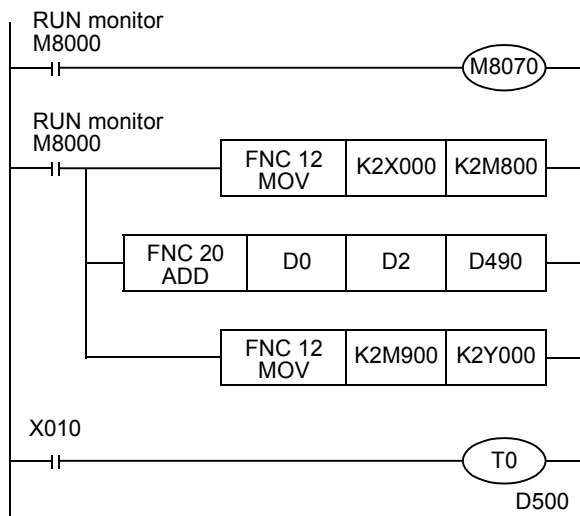 RUN monitor
M8000
M8070
RUN monitor
M8000
FNC 12
MOV
K2X000
K2M800
FNC 20
ADD
D0
D2
D490
FNC 12
MOV
K2M900
K2Y000
X010
T0
D500